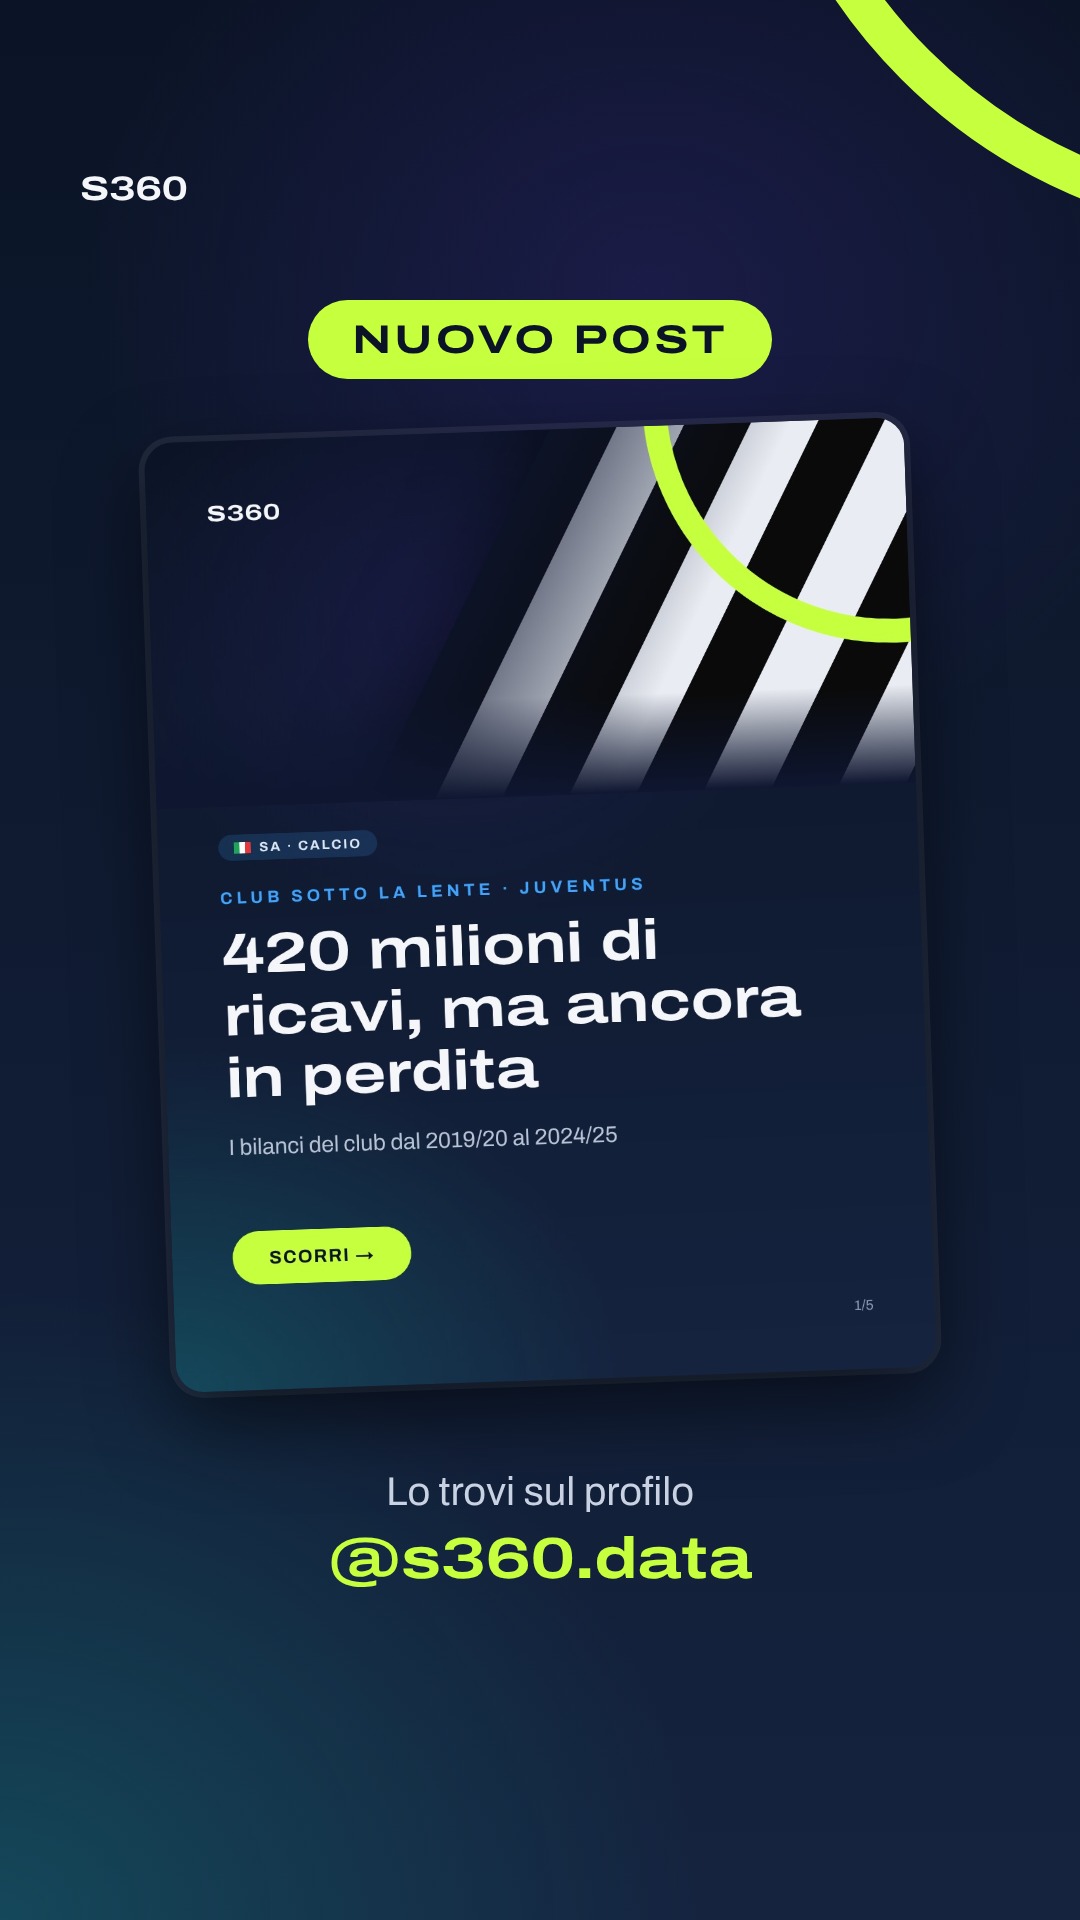 S360
NUOVO POST
S360
SA · CALCIO
CLUB SOTTO LA LENTE · JUVENTUS
420 milioni di
ricavi, ma ancora
in perdita
I bilanci del club dal 2019/20 al 2024/25
SCORRI →
1/5
Lo trovi sul profilo
@s360.data